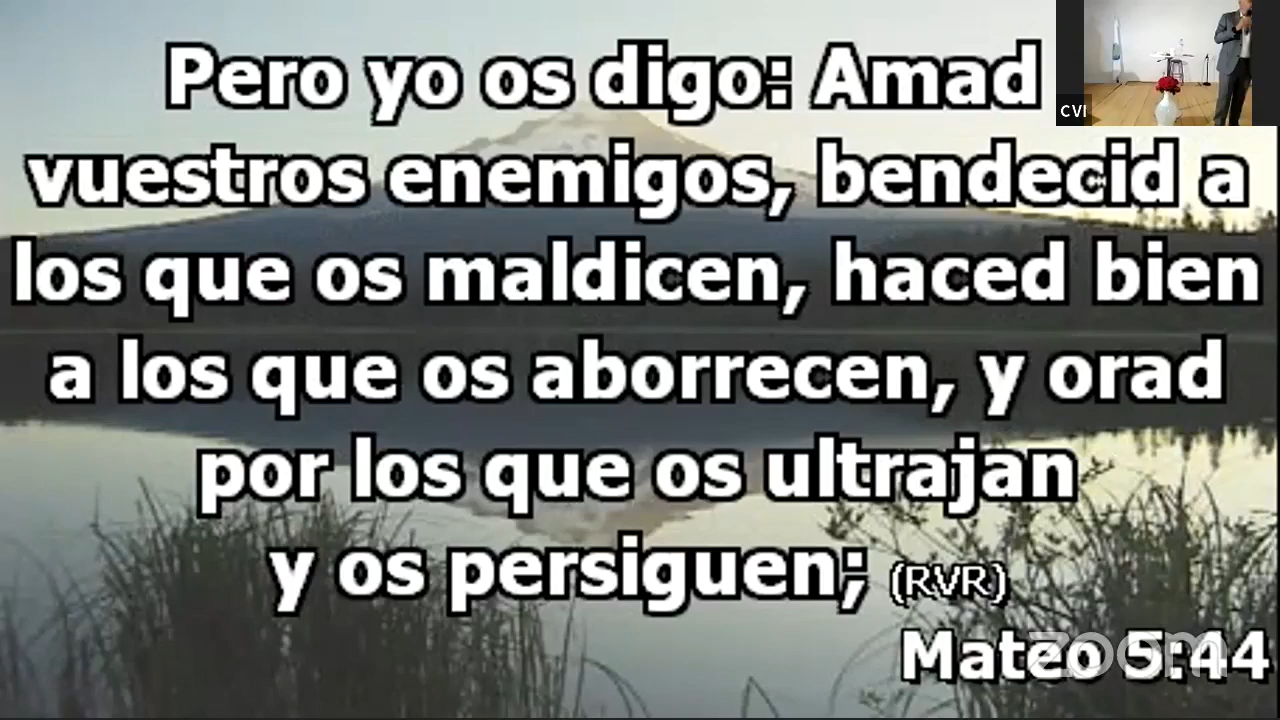 CVI
Pero yo os digo: Amad a
vuestros enemigos, bendecid a
los que os maldicen, haced bien
a los que os aborrecen, y orad
por los que os ultrajan
y os persiguen; (RVR)
Mateo 5:44
zoom